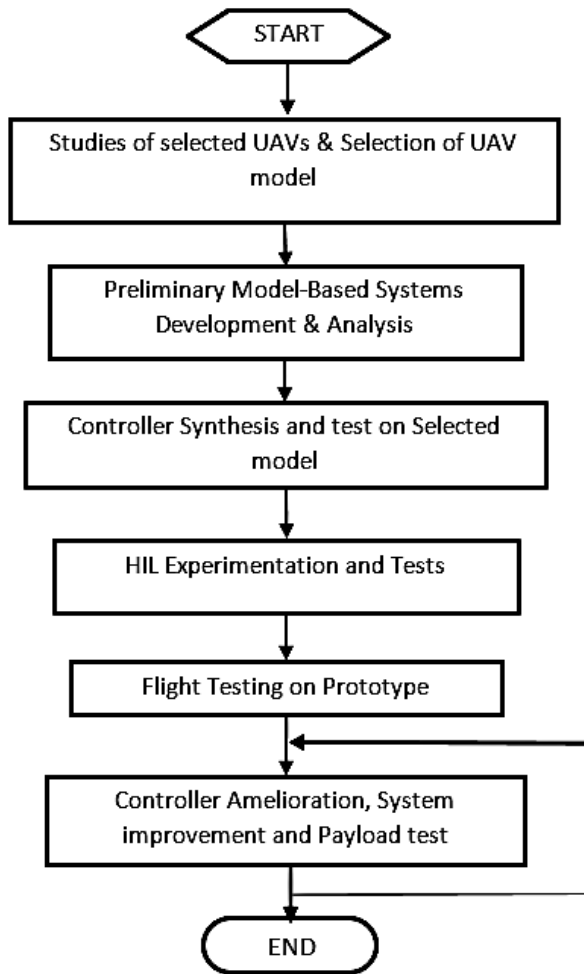 START
Studies of selected UAVs & Selection of UAV
model
Preliminary Model-Based Systems
Development & Analysis
Controller Synthesis and test on Selected
model
HIL Experimentation and Tests
Flight Testing on Prototype
Controller Amelioration, System
improvement and Payload test
END